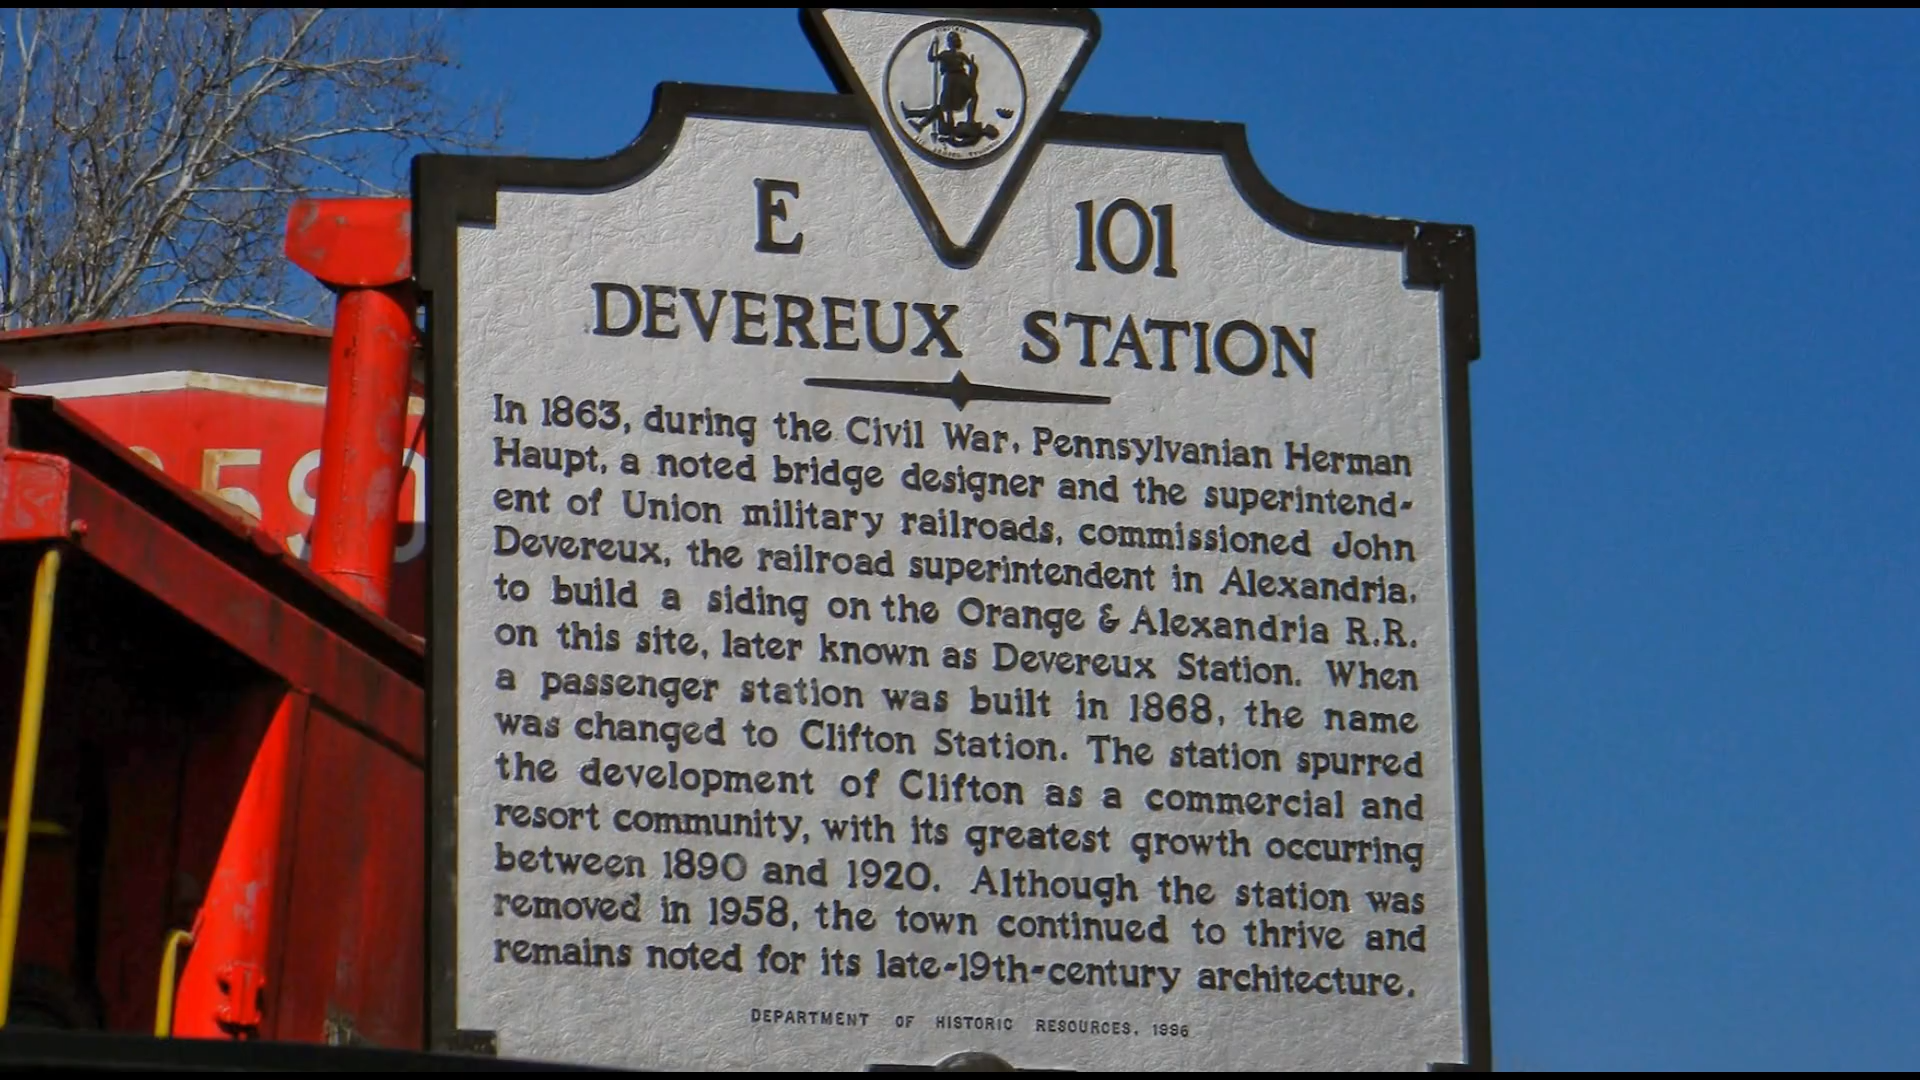 E 101
DEVEREUX STATION
In 1863, during the Civil War, Pennsylvanian Herman
Haupt, a noted bridge designer and the superintend-
ent of Union military railroads, commissioned John
Devereux, the railroad superintendent in Alexandria,
to build a siding on the Orange & Alexandria R.R.
on this site, later known as Devereux Station. When
a passenger station was built in 1868, the name
was changed to Clifton Station. The station spurred
the development of Clifton as a commercial and
resort community, with its greatest growth occurring
between 1890 and 1920. Although the station was
removed in 1958, the town continued to thrive and
remains noted for its late-19th-century architecture.
DEPARTMENT OF HISTORIC RESOURCES, 1996